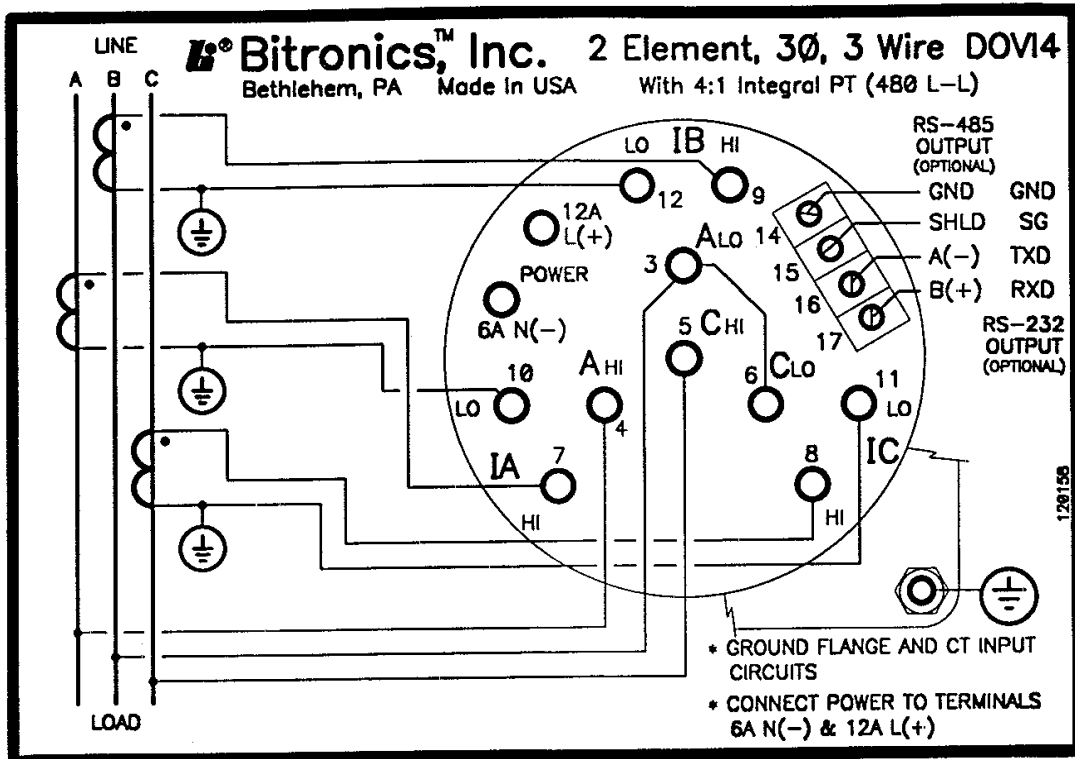 LINE
A B C
Bitronics,™ Inc.
Bethlehem, PA Made in USA
2 Element, 3Ø, 3 Wire DOVI4
With 4:1 Integral PT (480 L-L)
RS-485
OUTPUT
(OPTIONAL)
GND GND
SHLD SG
A(-) TXD
B(+) RXD
RS-232
OUTPUT
(OPTIONAL)
LO IB HI
12 9
12A
L(+)
14
15
16
17
3 ALO
POWER
6A N(-)
5 CHI
10
LO
AHI
4
6 CLO
11
LO
IA 7
HI
8 IC
HI
120158
LOAD
* GROUND FLANGE AND CT INPUT
CIRCUITS
* CONNECT POWER TO TERMINALS
6A N(-) & 12A L(+)